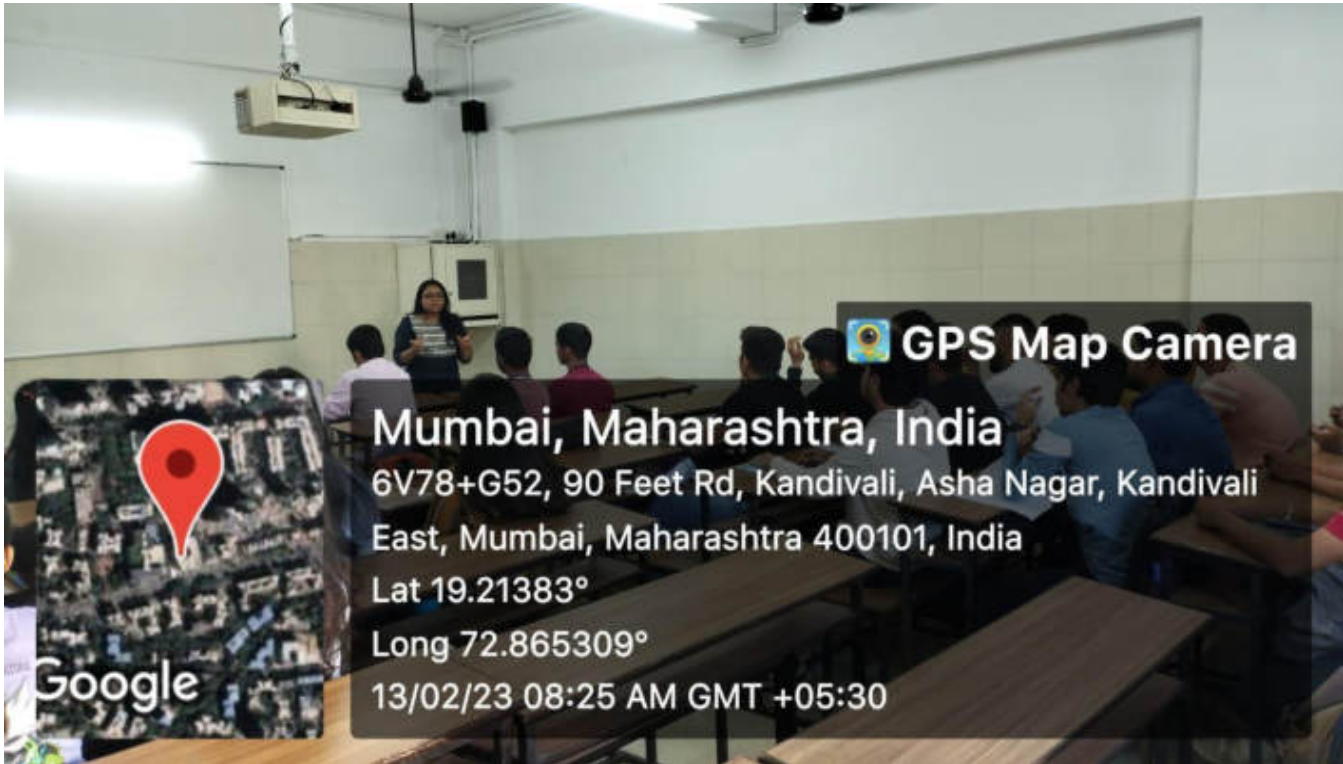 GPS Map Camera
Mumbai, Maharashtra, India
6V78+G52, 90 Feet Rd, Kandivali, Asha Nagar, Kandivali
East, Mumbai, Maharashtra 400101, India
Lat 19.21383°
Long 72.865309°
13/02/23 08:25 AM GMT +05:30
Google